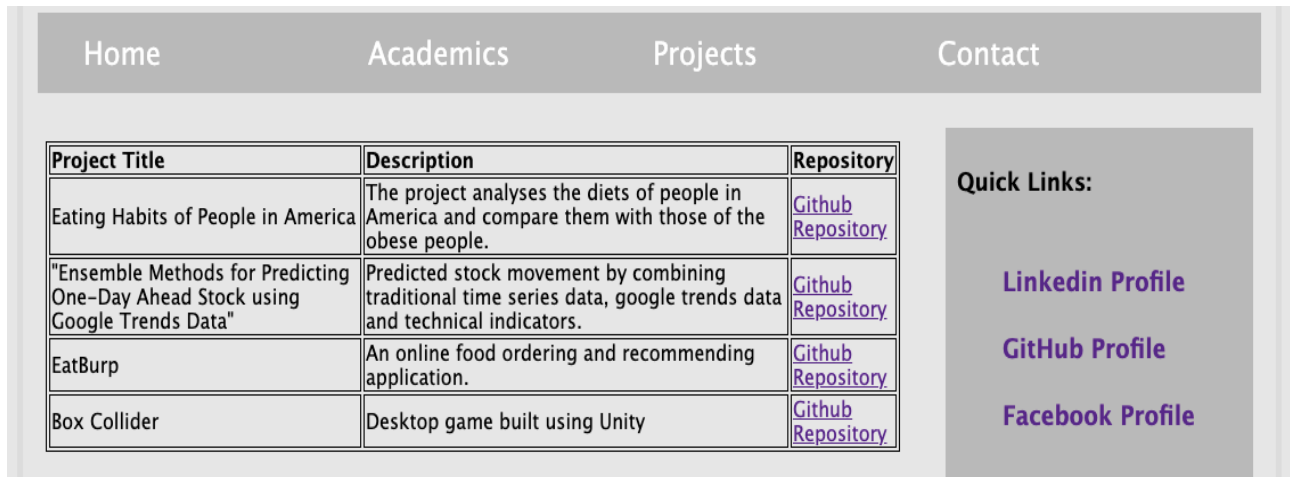 Home Academics Projects Contact
Project Title Description Repository
Eating Habits of People in America
The project analyses the diets of people in
America and compare them with those of the
obese people.
Github
Repository
"Ensemble Methods for Predicting
One-Day Ahead Stock using
Google Trends Data"
Predicted stock movement by combining
traditional time series data, google trends data
and technical indicators.
Github
Repository
EatBurp
An online food ordering and recommending
application.
Github
Repository
Box Collider
Desktop game built using Unity
Github
Repository
Quick Links:
Linkedin Profile
GitHub Profile
Facebook Profile